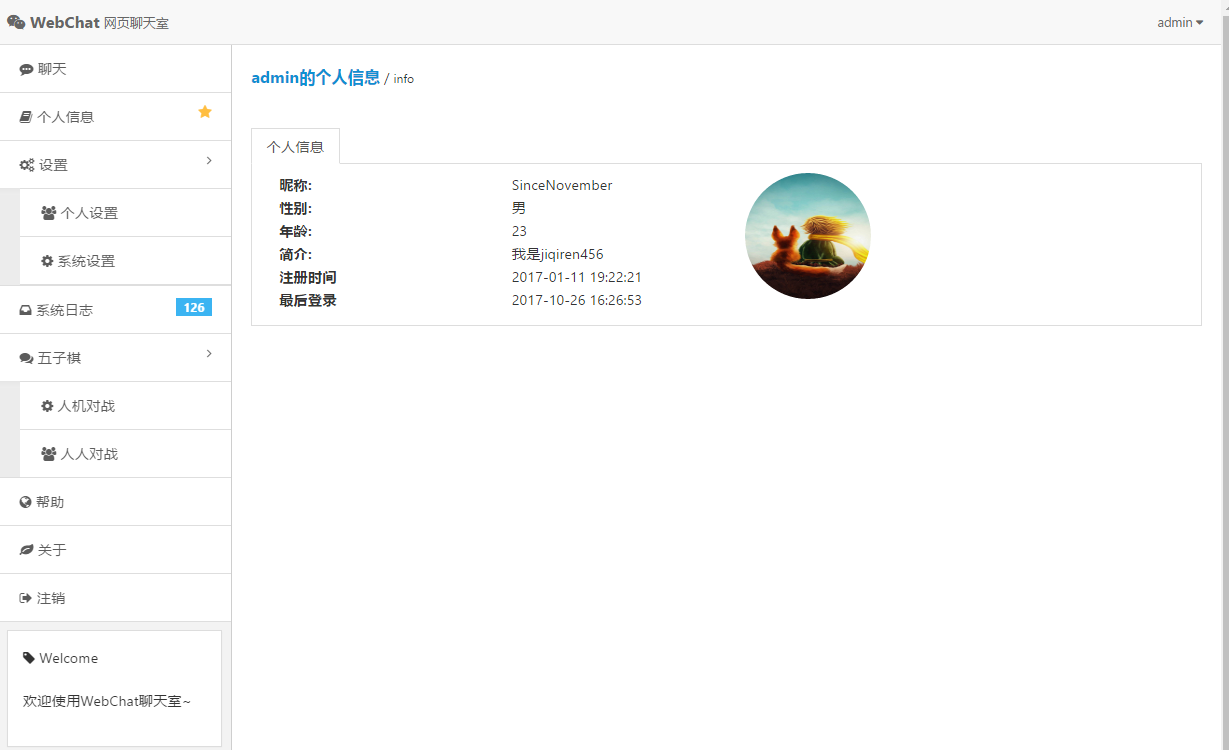 WebChat 网页聊天室
admin
聊天
个人信息
设置
个人设置
系统设置
系统日志 126
五子棋
人机对战
人人对战
帮助
关于
注销
Welcome
欢迎使用WebChat聊天室~
admin的个人信息 / info
个人信息
昵称: SinceNovember
性别: 男
年龄: 23
简介: 我是jiqiren456
注册时间 2017-01-11 19:22:21
最后登录 2017-10-26 16:26:53